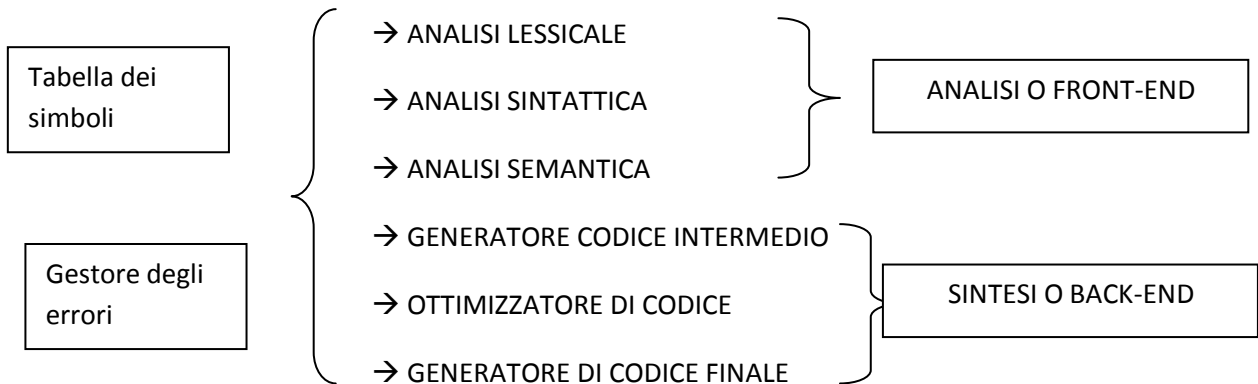 Tabella dei
simboli
Gestore degli
errori
→ ANALISI LESSICALE
→ ANALISI SINTATTICA
→ ANALISI SEMANTICA
→ GENERATORE CODICE INTERMEDIO
→ OTTIMIZZATORE DI CODICE
→ GENERATORE DI CODICE FINALE
ANALISI O FRONT-END
SINTESI O BACK-END